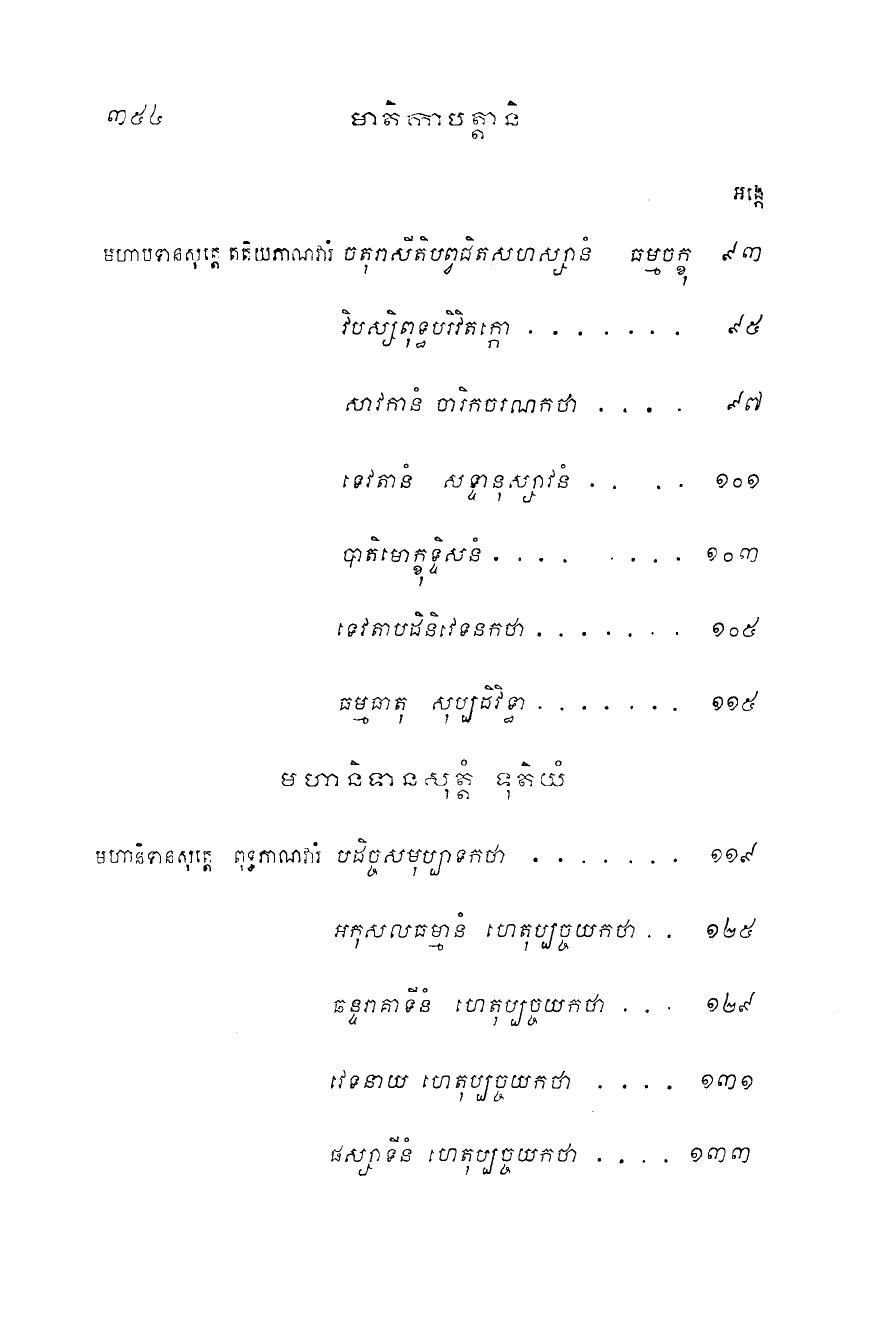 ៣៥៤ មាតិកាបត្តានិ
អង្កេ
មហាបទានសុត្តេ តតិយភាណវារំ ចតុរាសីតិបព្វជិតសហស្សានំ ធម្មចក្ខុ ៩៣
វិបស្សិពុទ្ធបរិវិតក្កោ . . . . . . . ៩៥
សាវកានំ ចារិកចរណកថា . . . . ៩៧
ទេវតានំ សទ្ទានុស្សាវនំ . . . . ១០១
បាតិមោក្ខុទ្ទិសនំ . . . . . . . . ១០៣
ទេវតាបដិនិវេទនកថា . . . . . . . ១០៥
ធម្មធាតុ សុប្បដិវិទ្ធា . . . . . . . ១១៥
មហានិទានសុត្តំ ទុតិយំ
មហានិទានសុត្តេ ពុទ្ធភាណវារំ បដិច្ចសមុប្បាទកថា . . . . . . . ១១៩
អកុសលធម្មានំ ហេតុប្បច្ចយកថា . . ១២៥
ឆន្ទរាគាទីនំ ហេតុប្បច្ចយកថា . . . ១២៩
វេទនាយ ហេតុប្បច្ចយកថា . . . . ១៣១
ផស្សាទីនំ ហេតុប្បច្ចយកថា . . . . ១៣៣